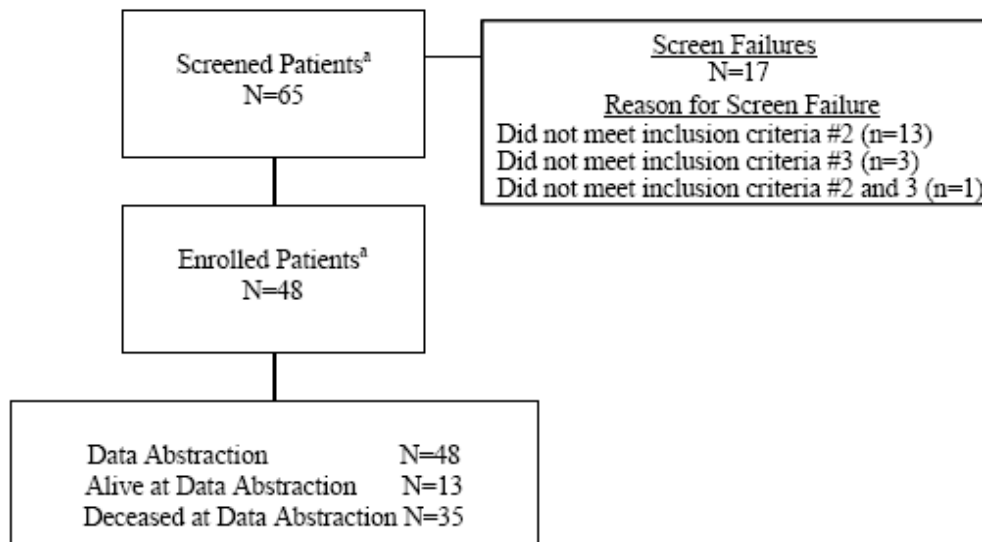 Screened Patientsª
N=65
Screen Failures
N=17
Reason for Screen Failure
Did not meet inclusion criteria #2 (n=13)
Did not meet inclusion criteria #3 (n=3)
Did not meet inclusion criteria #2 and 3 (n=1)
Enrolled Patientsª
N=48
Data Abstraction N=48
Alive at Data Abstraction N=13
Deceased at Data Abstraction N=35